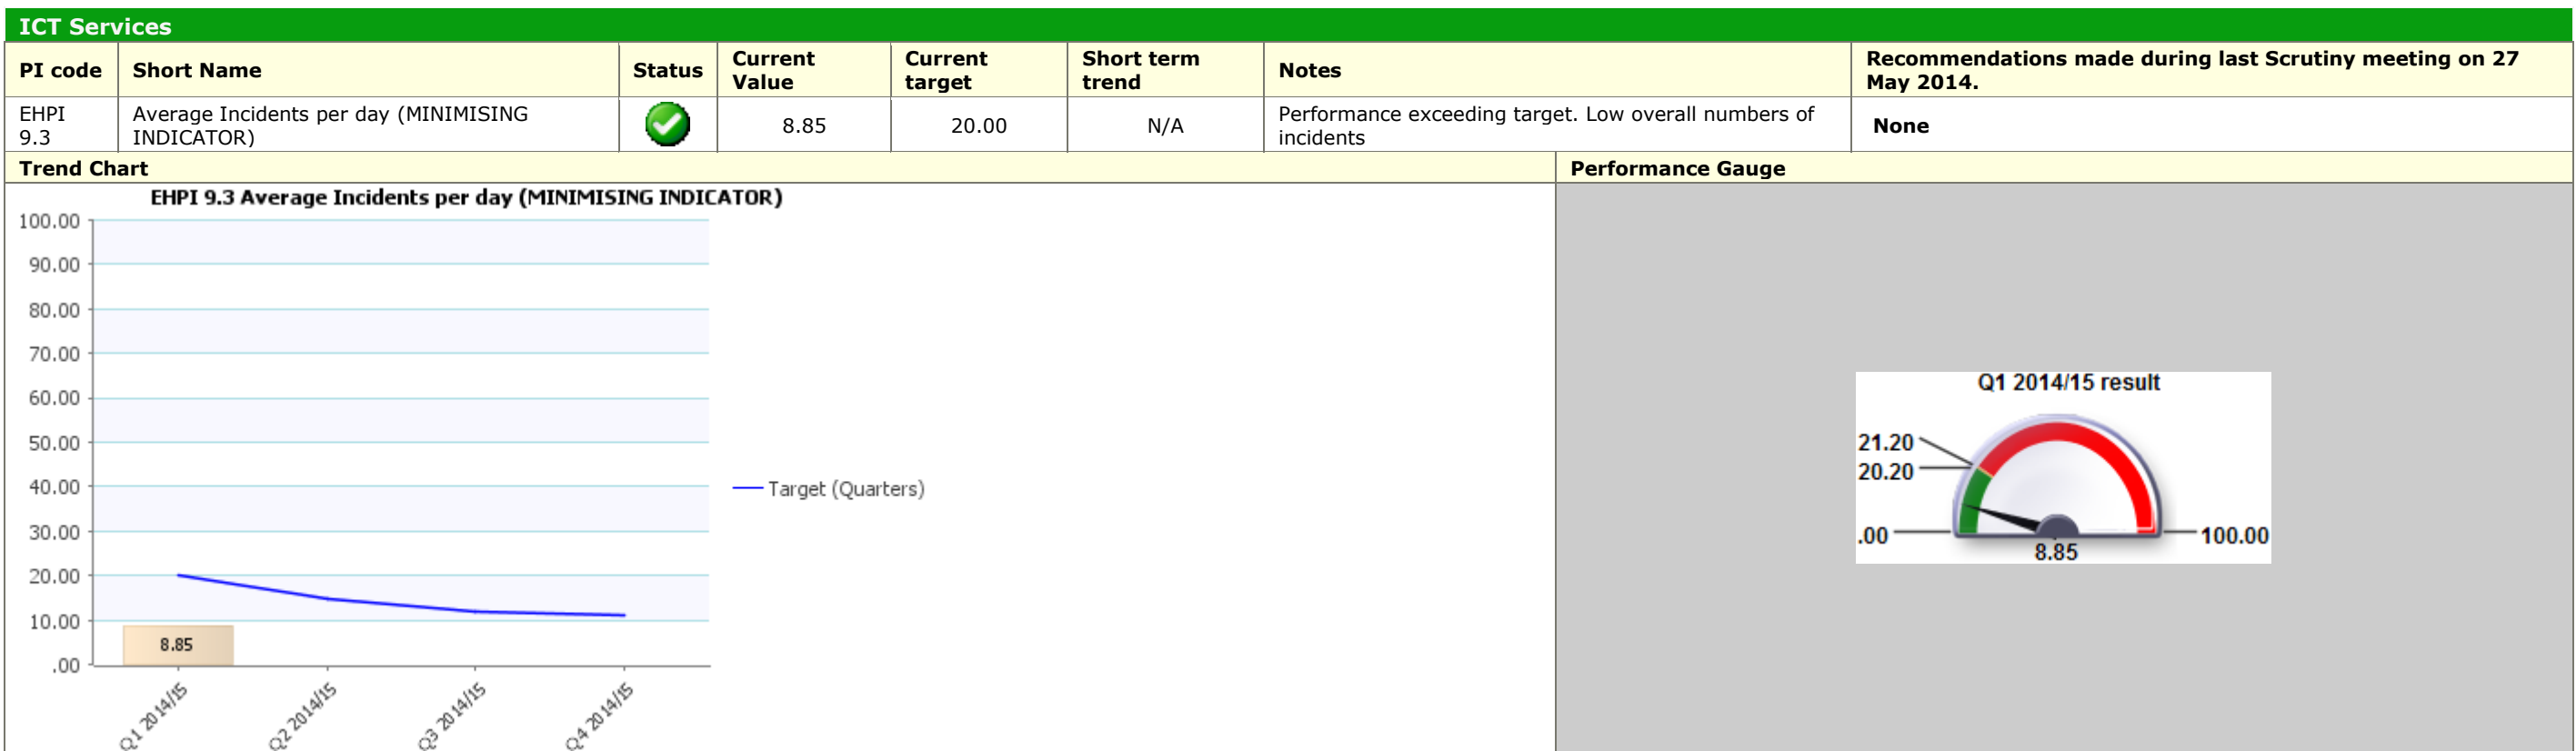 ICT Services
PI code
Short Name
Status
Current
Value
Current
target
Short term
trend
Notes
Recommendations made during last Scrutiny meeting on 27
May 2014.
EHPI
9.3
Average Incidents per day (MINIMISING
INDICATOR)
8.85
20.00
N/A
Performance exceeding target. Low overall numbers of
incidents
None
Trend Chart
Performance Gauge
EHPI 9.3 Average Incidents per day (MINIMISING INDICATOR)
100.00
90.00
80.00
70.00
60.00
50.00
40.00
30.00
20.00
10.00
.00
8.85
Q1 2014/15
Q2 2014/15
Q3 2014/15
Q4 2014/15
Target (Quarters)
Q1 2014/15 result
21.20
20.20
.00
100.00
8.85